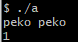 $ ./a
peko peko
1